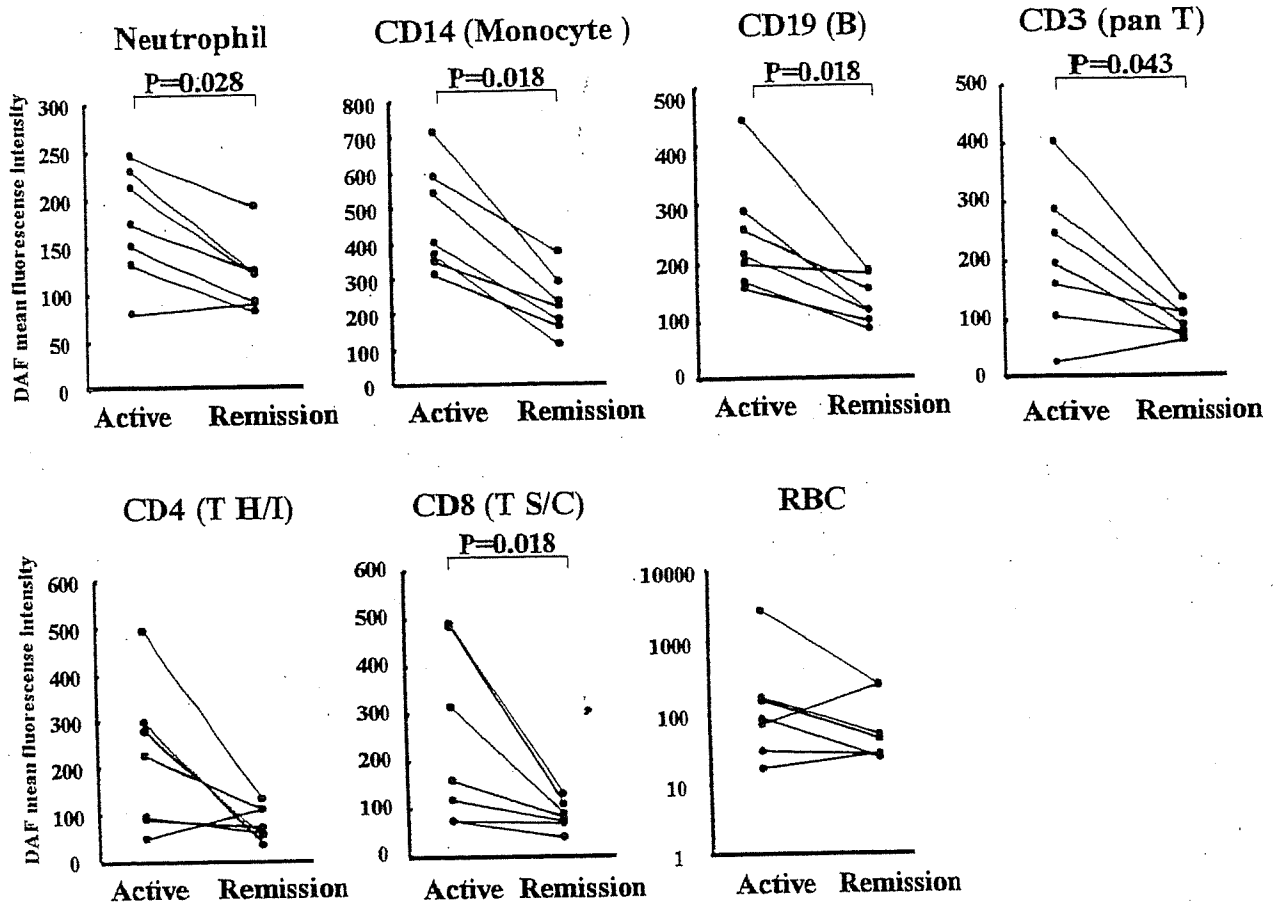 Neutrophil
P=0.028
DAF mean fluorescense intensity
300
250
200
150
100
50
0
Active Remission
CD14 (Monocyte )
P=0.018
800
700
600
500
400
300
200
100
0
Active Remission
CD19 (B)
P=0.018
500
400
300
200
100
0
Active Remission
CD3 (pan T)
P=0.043
500
400
300
200
100
0
Active Remission
CD4 (T H/I)
DAF mean fluorescense intensity
600
500
400
300
200
100
0
Active Remission
CD8 (T S/C)
P=0.018
600
500
400
300
200
100
0
Active Remission
RBC
10000
1000
100
10
1
Active Remission